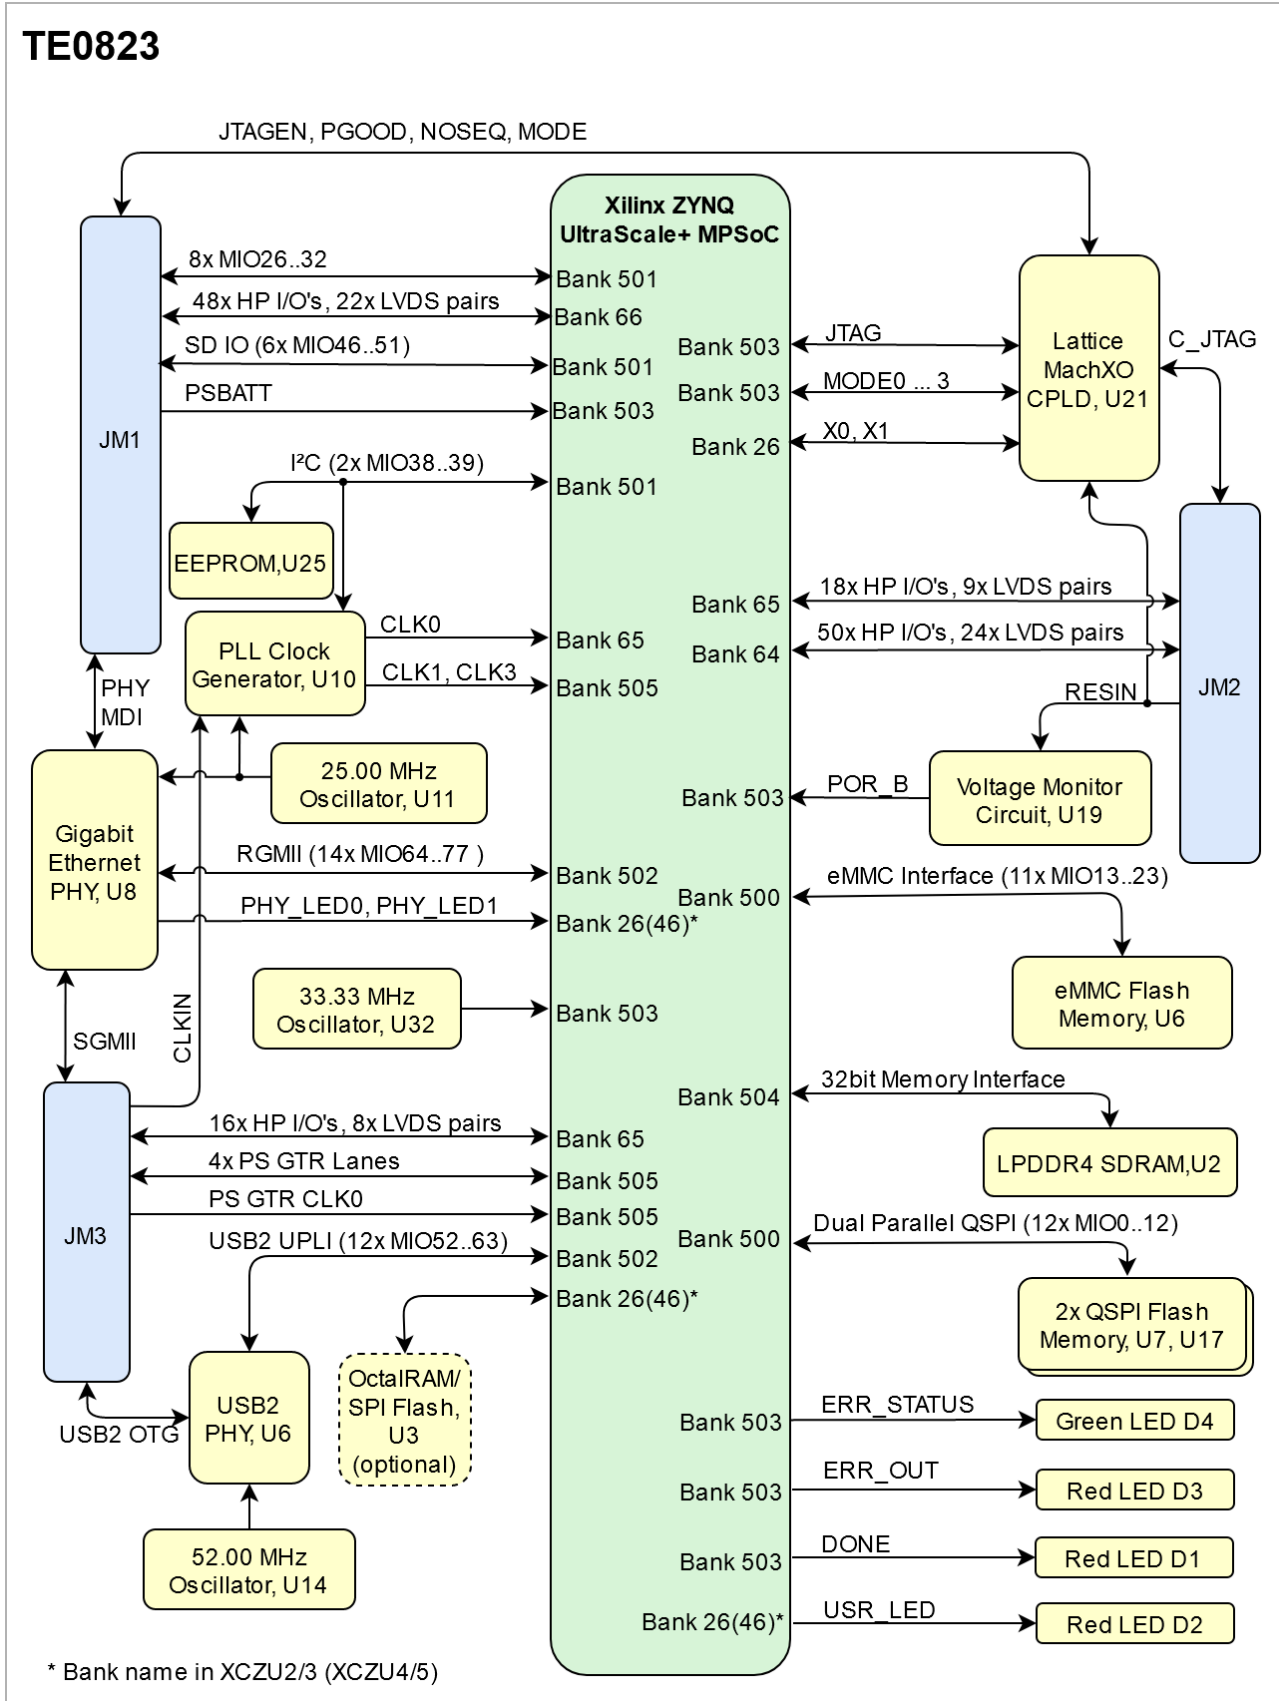 TE0823
JTAGEN, PGOOD, NOSEQ, MODE
Xilinx ZYNQ
UltraScale+ MPSoC
JM1
8x MIO26..32
Bank 501
48x HP I/O's, 22x LVDS pairs
Bank 66
SD IO (6x MIO46..51)
Bank 501
PSBATT
Bank 503
I²C (2x MIO38..39)
Bank 501
EEPROM,U25
PLL Clock
Generator, U10
CLK0
Bank 65
CLK1, CLK3
Bank 505
PHY
MDI
25.00 MHz
Oscillator, U11
Gigabit
Ethernet
PHY, U8
RGMII (14x MIO64..77 )
Bank 502
PHY_LED0, PHY_LED1
Bank 26(46)*
33.33 MHz
Oscillator, U32
Bank 503
SGMII
CLKIN
JM3
16x HP I/O's, 8x LVDS pairs
Bank 65
4x PS GTR Lanes
Bank 505
PS GTR CLK0
Bank 505
USB2 UPLI (12x MIO52..63)
Bank 502
Bank 26(46)*
USB2 OTG
USB2
PHY, U6
OctalRAM/
SPI Flash,
U3
(optional)
52.00 MHz
Oscillator, U14
Bank 503
JTAG
Bank 503
MODE0 ... 3
Bank 26
X0, X1
Lattice
MachXO
CPLD, U21
C_JTAG
JM2
Bank 65
18x HP I/O's, 9x LVDS pairs
Bank 64
50x HP I/O's, 24x LVDS pairs
RESIN
Bank 503
POR_B
Voltage Monitor
Circuit, U19
Bank 500
eMMC Interface (11x MIO13..23)
eMMC Flash
Memory, U6
Bank 504
32bit Memory Interface
LPDDR4 SDRAM,U2
Bank 500
Dual Parallel QSPI (12x MIO0..12)
2x QSPI Flash
Memory, U7, U17
Bank 503
ERR_STATUS
Green LED D4
Bank 503
ERR_OUT
Red LED D3
Bank 503
DONE
Red LED D1
Bank 26(46)*
USR_LED
Red LED D2
* Bank name in XCZU2/3 (XCZU4/5)